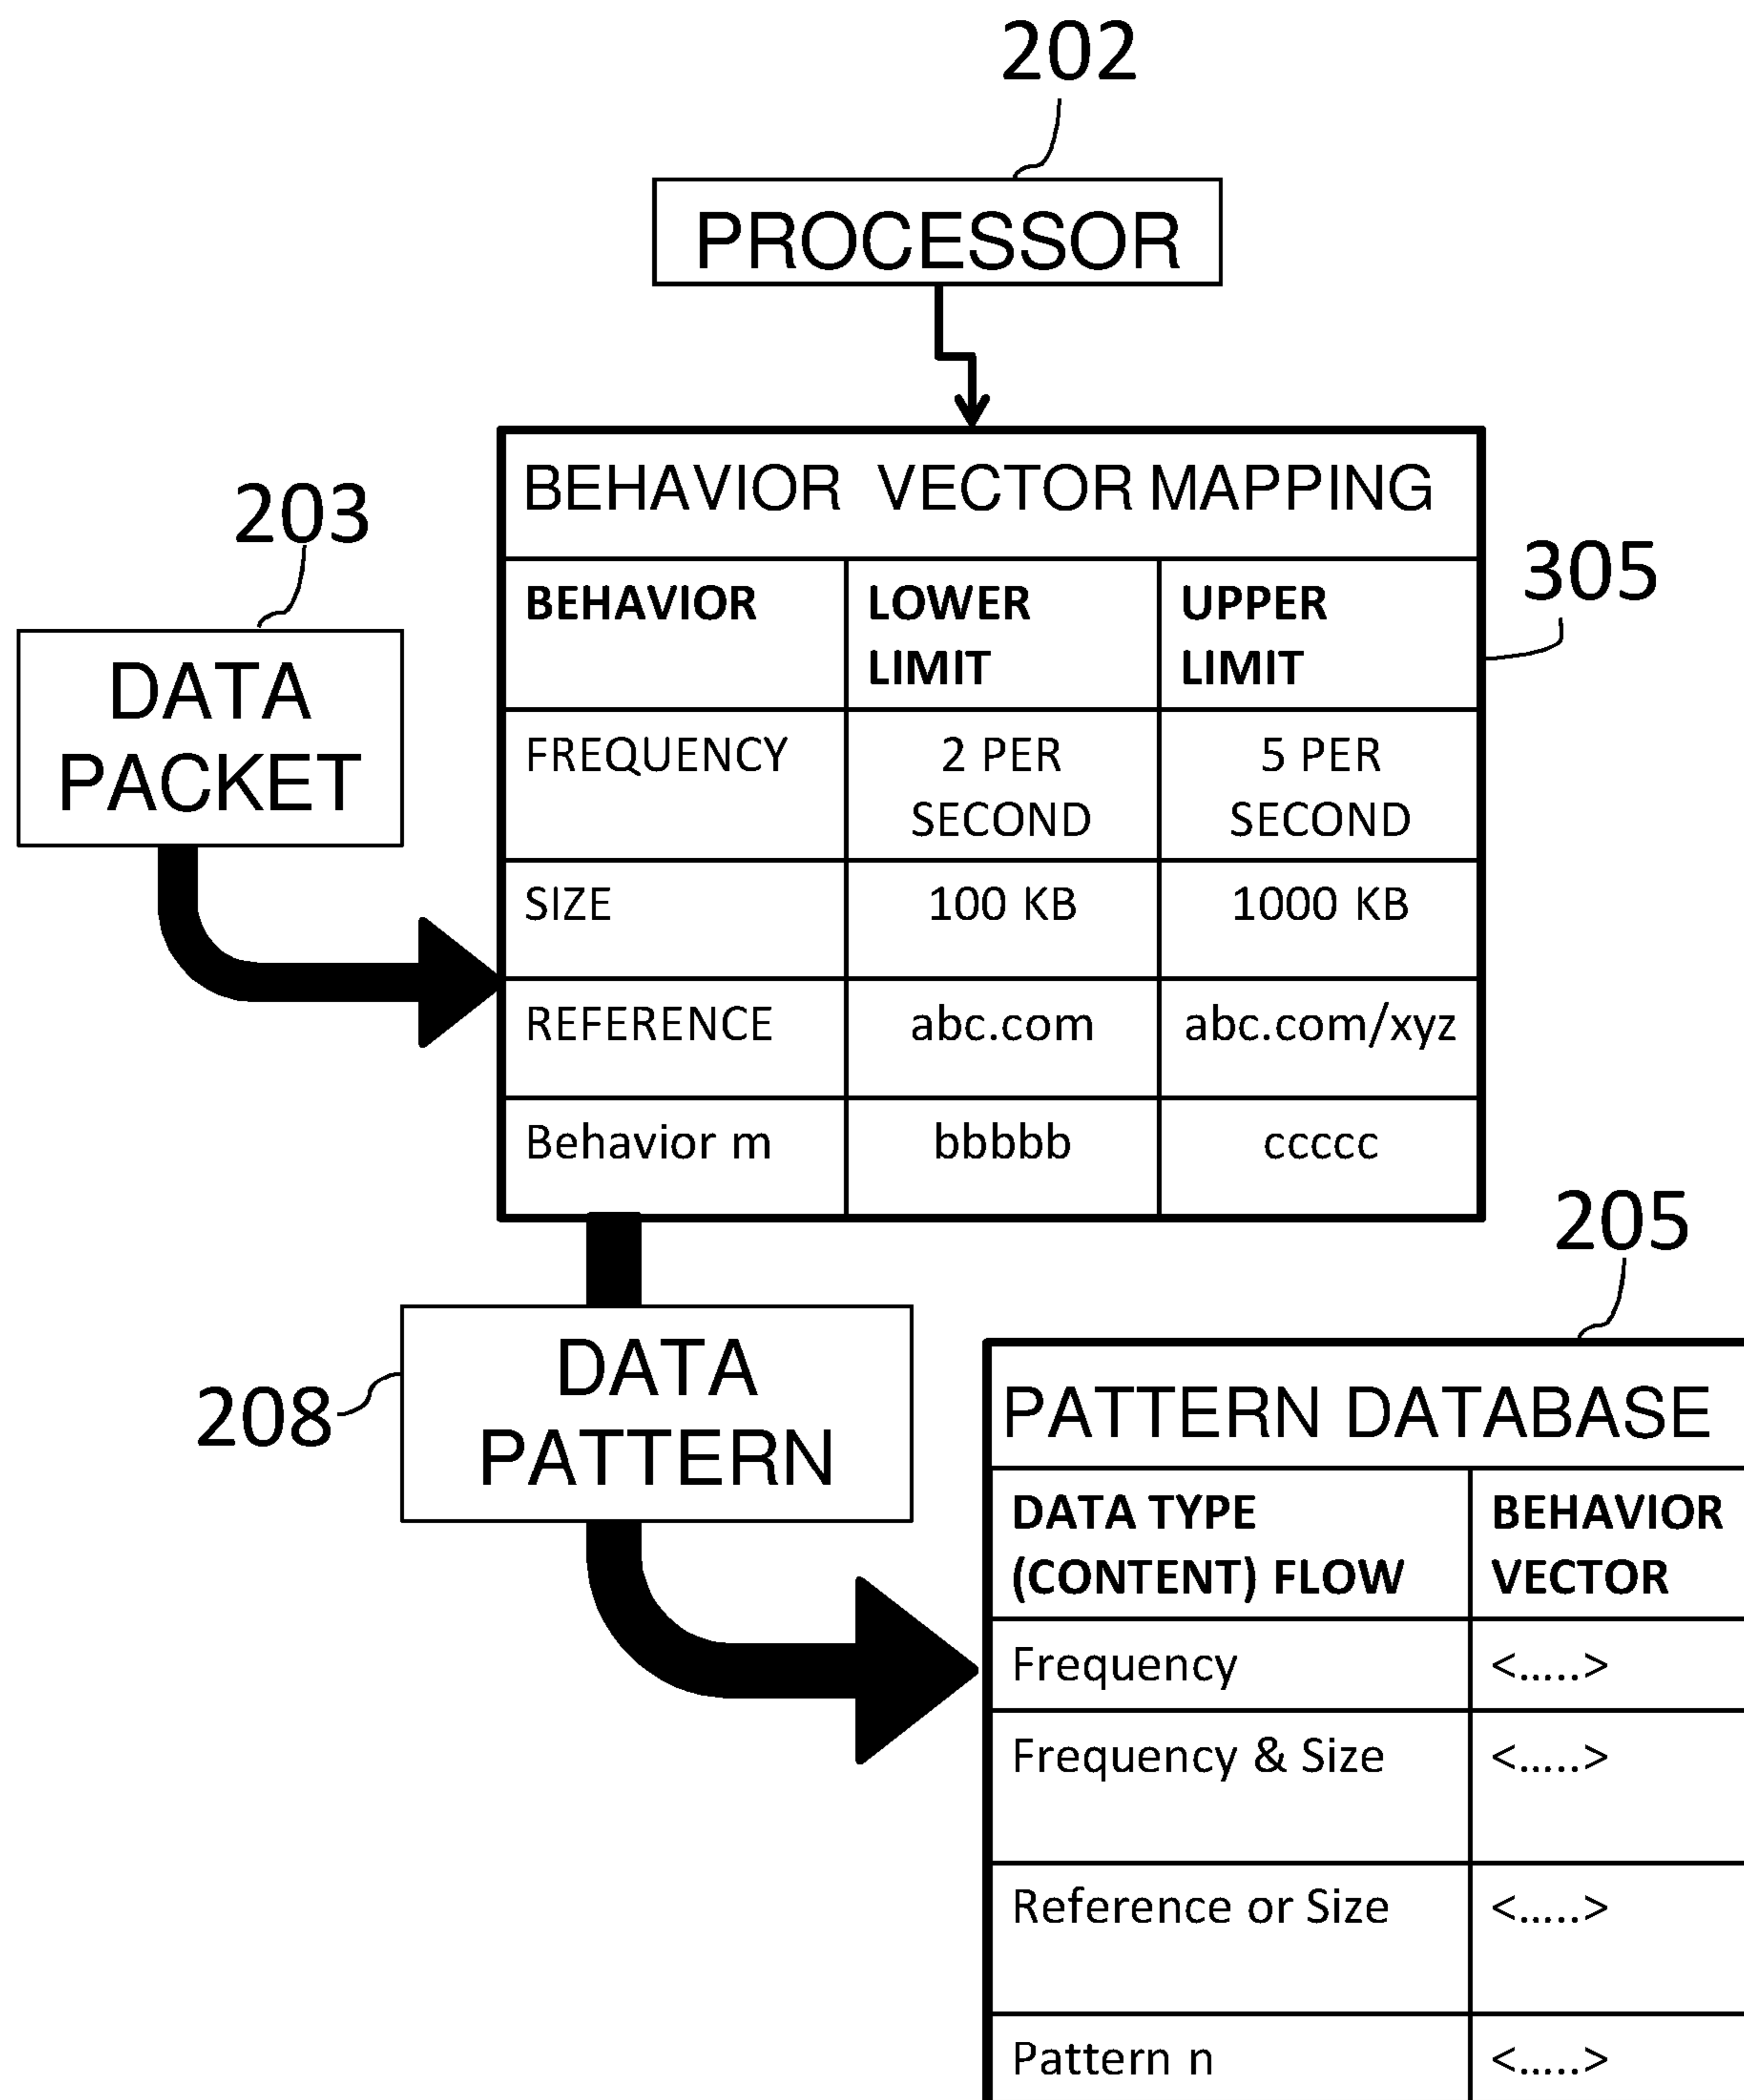 202
PROCESSOR
203
DATA
PACKET
BEHAVIOR VECTOR MAPPING
305
BEHAVIOR
LOWER
LIMIT
UPPER
LIMIT
FREQUENCY
2 PER
SECOND
5 PER
SECOND
SIZE
100 KB
1000 KB
REFERENCE
abc.com
abc.com/xyz
Behavior m
bbbbb
ccccc
208
DATA
PATTERN
205
PATTERN DATABASE
DATA TYPE
(CONTENT) FLOW
BEHAVIOR
VECTOR
Frequency
<.....>
Frequency & Size
<.....>
Reference or Size
<.....>
Pattern n
<.....>